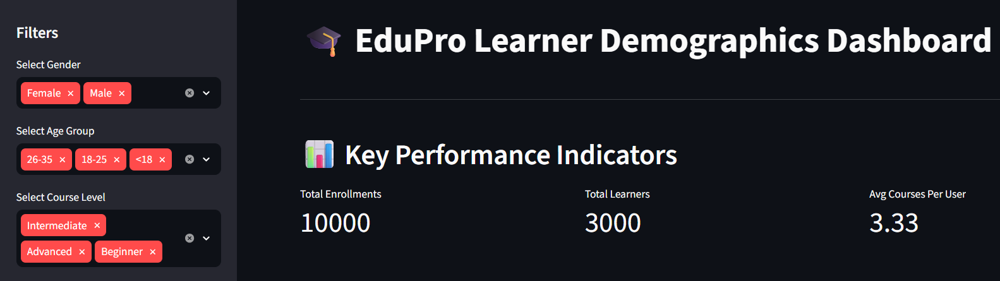 Filters
Select Gender
Female × Male ×
Select Age Group
26-35 × 18-25 × <18 ×
Select Course Level
Intermediate ×
Advanced × Beginner ×
EduPro Learner Demographics Dashboard
Key Performance Indicators
Total Enrollments
10000
Total Learners
3000
Avg Courses Per User
3.33